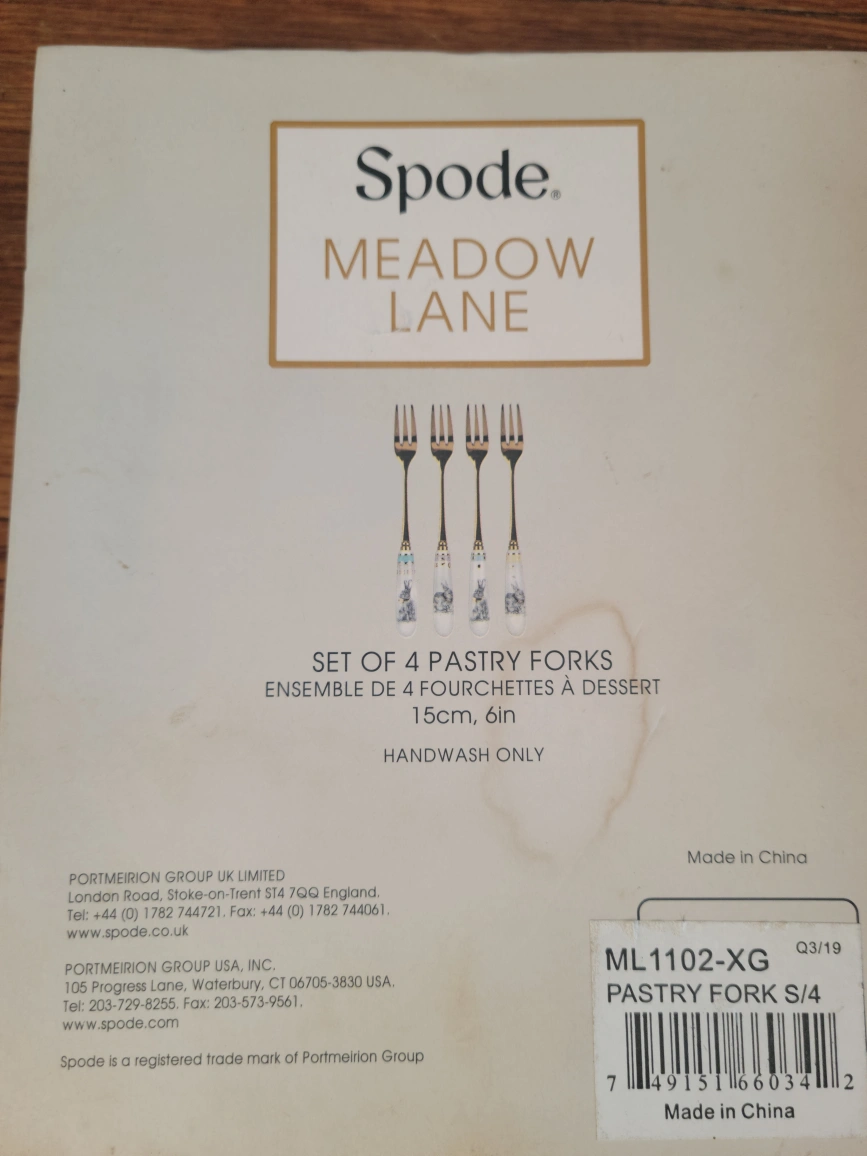 Spode®
MEADOW
LANE
SET OF 4 PASTRY FORKS
ENSEMBLE DE 4 FOURCHETTES À DESSERT
15cm, 6in
HANDWASH ONLY
PORTMEIRION GROUP UK LIMITED
London Road, Stoke-on-Trent ST4 7QQ England.
Tel: +44 (0) 1782 744721. Fax: +44 (0) 1782 744061.
www.spode.co.uk
PORTMEIRION GROUP USA, INC.
105 Progress Lane, Waterbury, CT 06705-3830 USA.
Tel: 203-729-8255. Fax: 203-573-9561.
www.spode.com
Spode is a registered trade mark of Portmeirion Group
Made in China
ML1102-XG Q3/19
PASTRY FORK S/4
7 49151 66034 2
Made in China